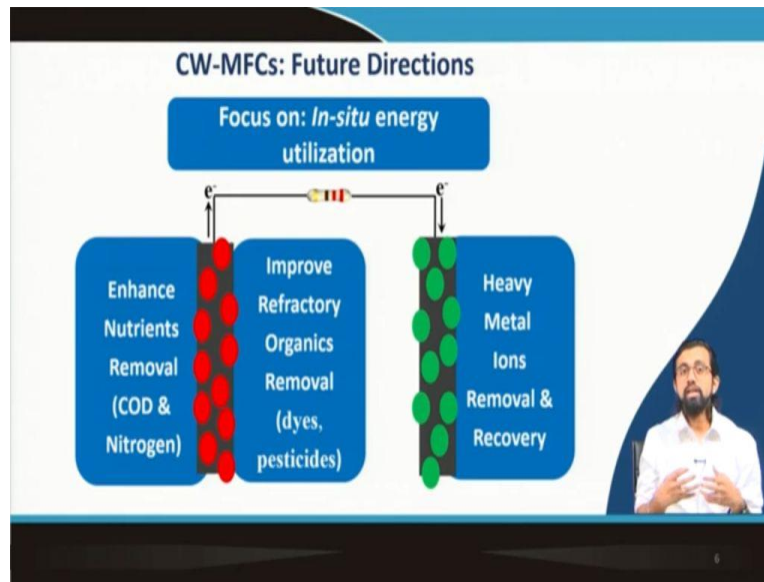 CW-MFCs: Future Directions
Focus on: In-situ energy
utilization
e-
e-
Enhance
Nutrients
Removal
(COD &
Nitrogen)
Improve
Refractory
Organics
Removal
(dyes,
pesticides)
Heavy
Metal
Ions
Removal &
Recovery
6